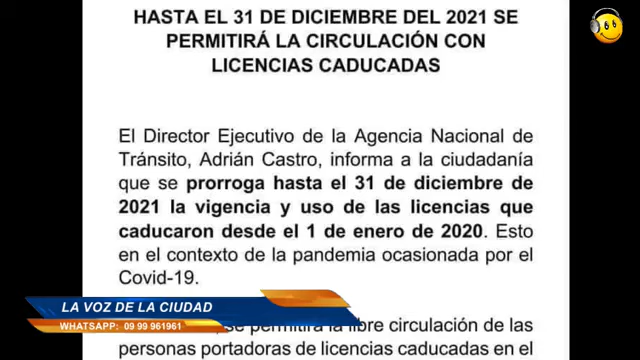 HASTA EL 31 DE DICIEMBRE DEL 2021 SE
PERMITIRÁ LA CIRCULACIÓN CON
LICENCIAS CADUCADAS
El Director Ejecutivo de la Agencia Nacional de
Tránsito, Adrián Castro, informa a la ciudadanía
que se prorroga hasta el 31 de diciembre de
2021 la vigencia y uso de las licencias que
caducaron desde el 1 de enero de 2020. Esto
en el contexto de la pandemia ocasionada por el
Covid-19.
se permitirá la libre circulación de las
personas portadoras de licencias caducadas en el
LA VOZ DE LA CIUDAD
WHATSAPP: 09 99 961961